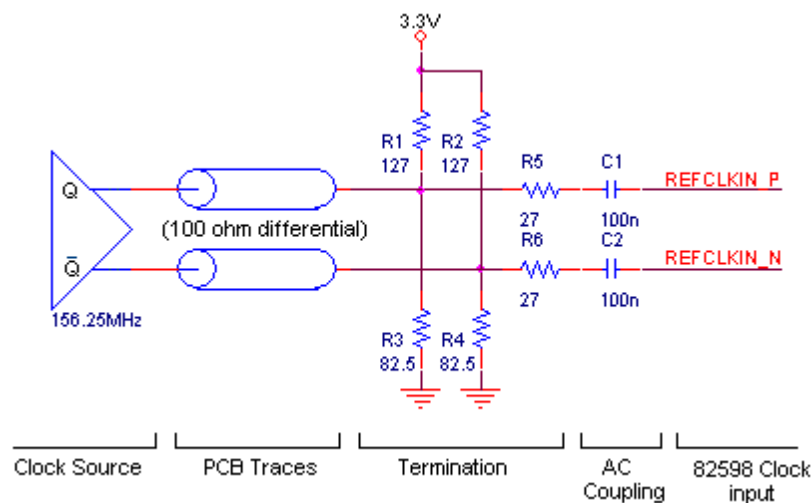 3.3V
R1
127
R2
127
R5
27
C1
100n
REFCLKIN_P
Q
(100 ohm differential)
Q̅
R6
27
C2
100n
REFCLKIN_N
156.25MHz
R3
82.5
R4
82.5
Clock Source
PCB Traces
Termination
AC
Coupling
82598 Clock
input